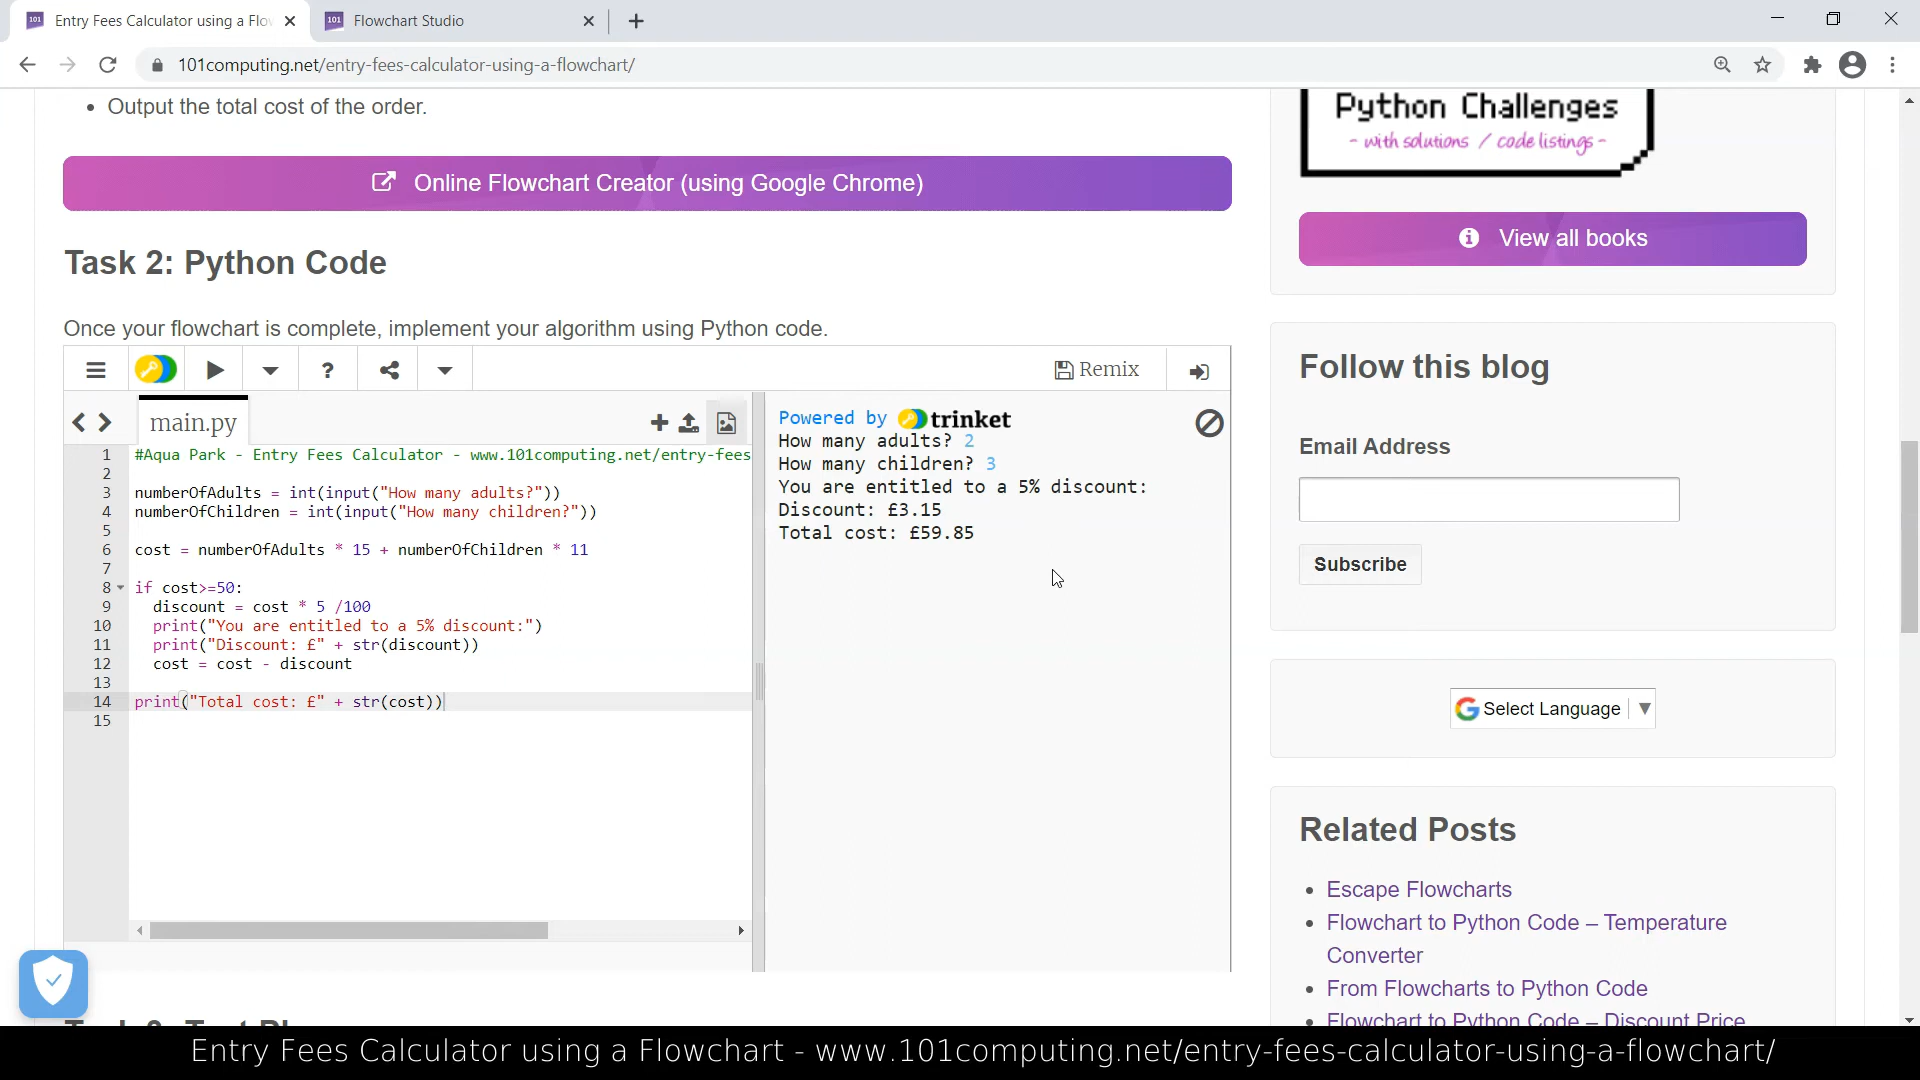 Entry Fees Calculator using a Flo
Flowchart Studio
101computing.net/entry-fees-calculator-using-a-flowchart/
• Output the total cost of the order.
Online Flowchart Creator (using Google Chrome)
Task 2: Python Code
Once your flowchart is complete, implement your algorithm using Python code.
?
Remix
main.py
1 #Aqua Park - Entry Fees Calculator - www.101computing.net/entry-fees
2
3 numberOfAdults = int(input("How many adults?"))
4 numberOfChildren = int(input("How many children?"))
5
6 cost = numberOfAdults * 15 + numberOfChildren * 11
7
8 if cost>=50:
9 discount = cost * 5 /100
10 print("You are entitled to a 5% discount:")
11 print("Discount: £" + str(discount))
12 cost = cost - discount
13
14 print("Total cost: £" + str(cost))
15
Powered by trinket
How many adults? 2
How many children? 3
You are entitled to a 5% discount:
Discount: £3.15
Total cost: £59.85
Python Challenges
- with solutions / code listings -
View all books
Follow this blog
Email Address
Subscribe
Select Language
Related Posts
• Escape Flowcharts
• Flowchart to Python Code – Temperature
Converter
• From Flowcharts to Python Code
• Flowchart to Python Code – Discount Price
Entry Fees Calculator using a Flowchart - www.101computing.net/entry-fees-calculator-using-a-flowchart/